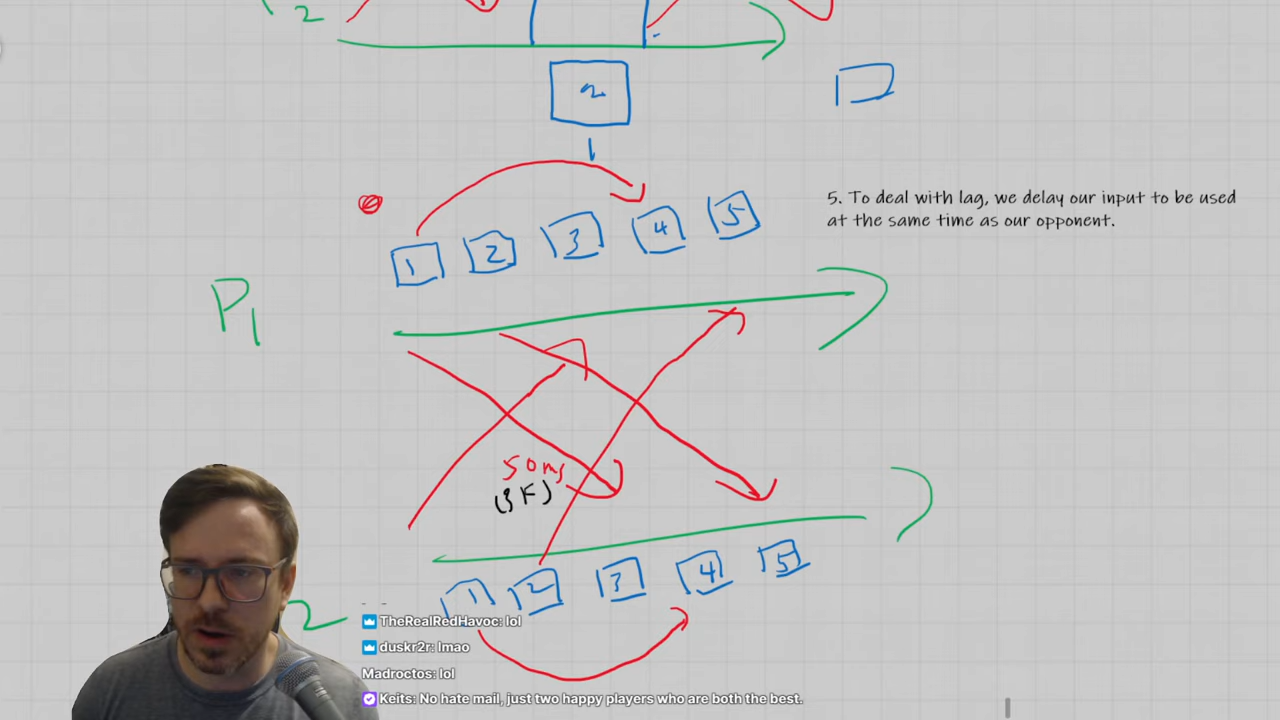 2
2
5. To deal with lag, we delay our input to be used
at the same time as our opponent.
1 2 3 4 5
P1
50ms
(3F)
1 2 3 4 5
2
TheRealRedHavoc: lol
duskr2r: lmao
Madroctos: lol
Keits: No hate mail, just two happy players who are both the best.